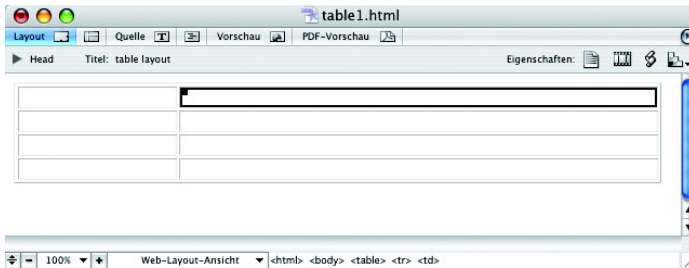 table1.html
Layout Quelle Vorschau PDF-Vorschau
Head Titel: table layout Eigenschaften:
100% Web-Layout-Ansicht <html> <body> <table> <tr> <td>